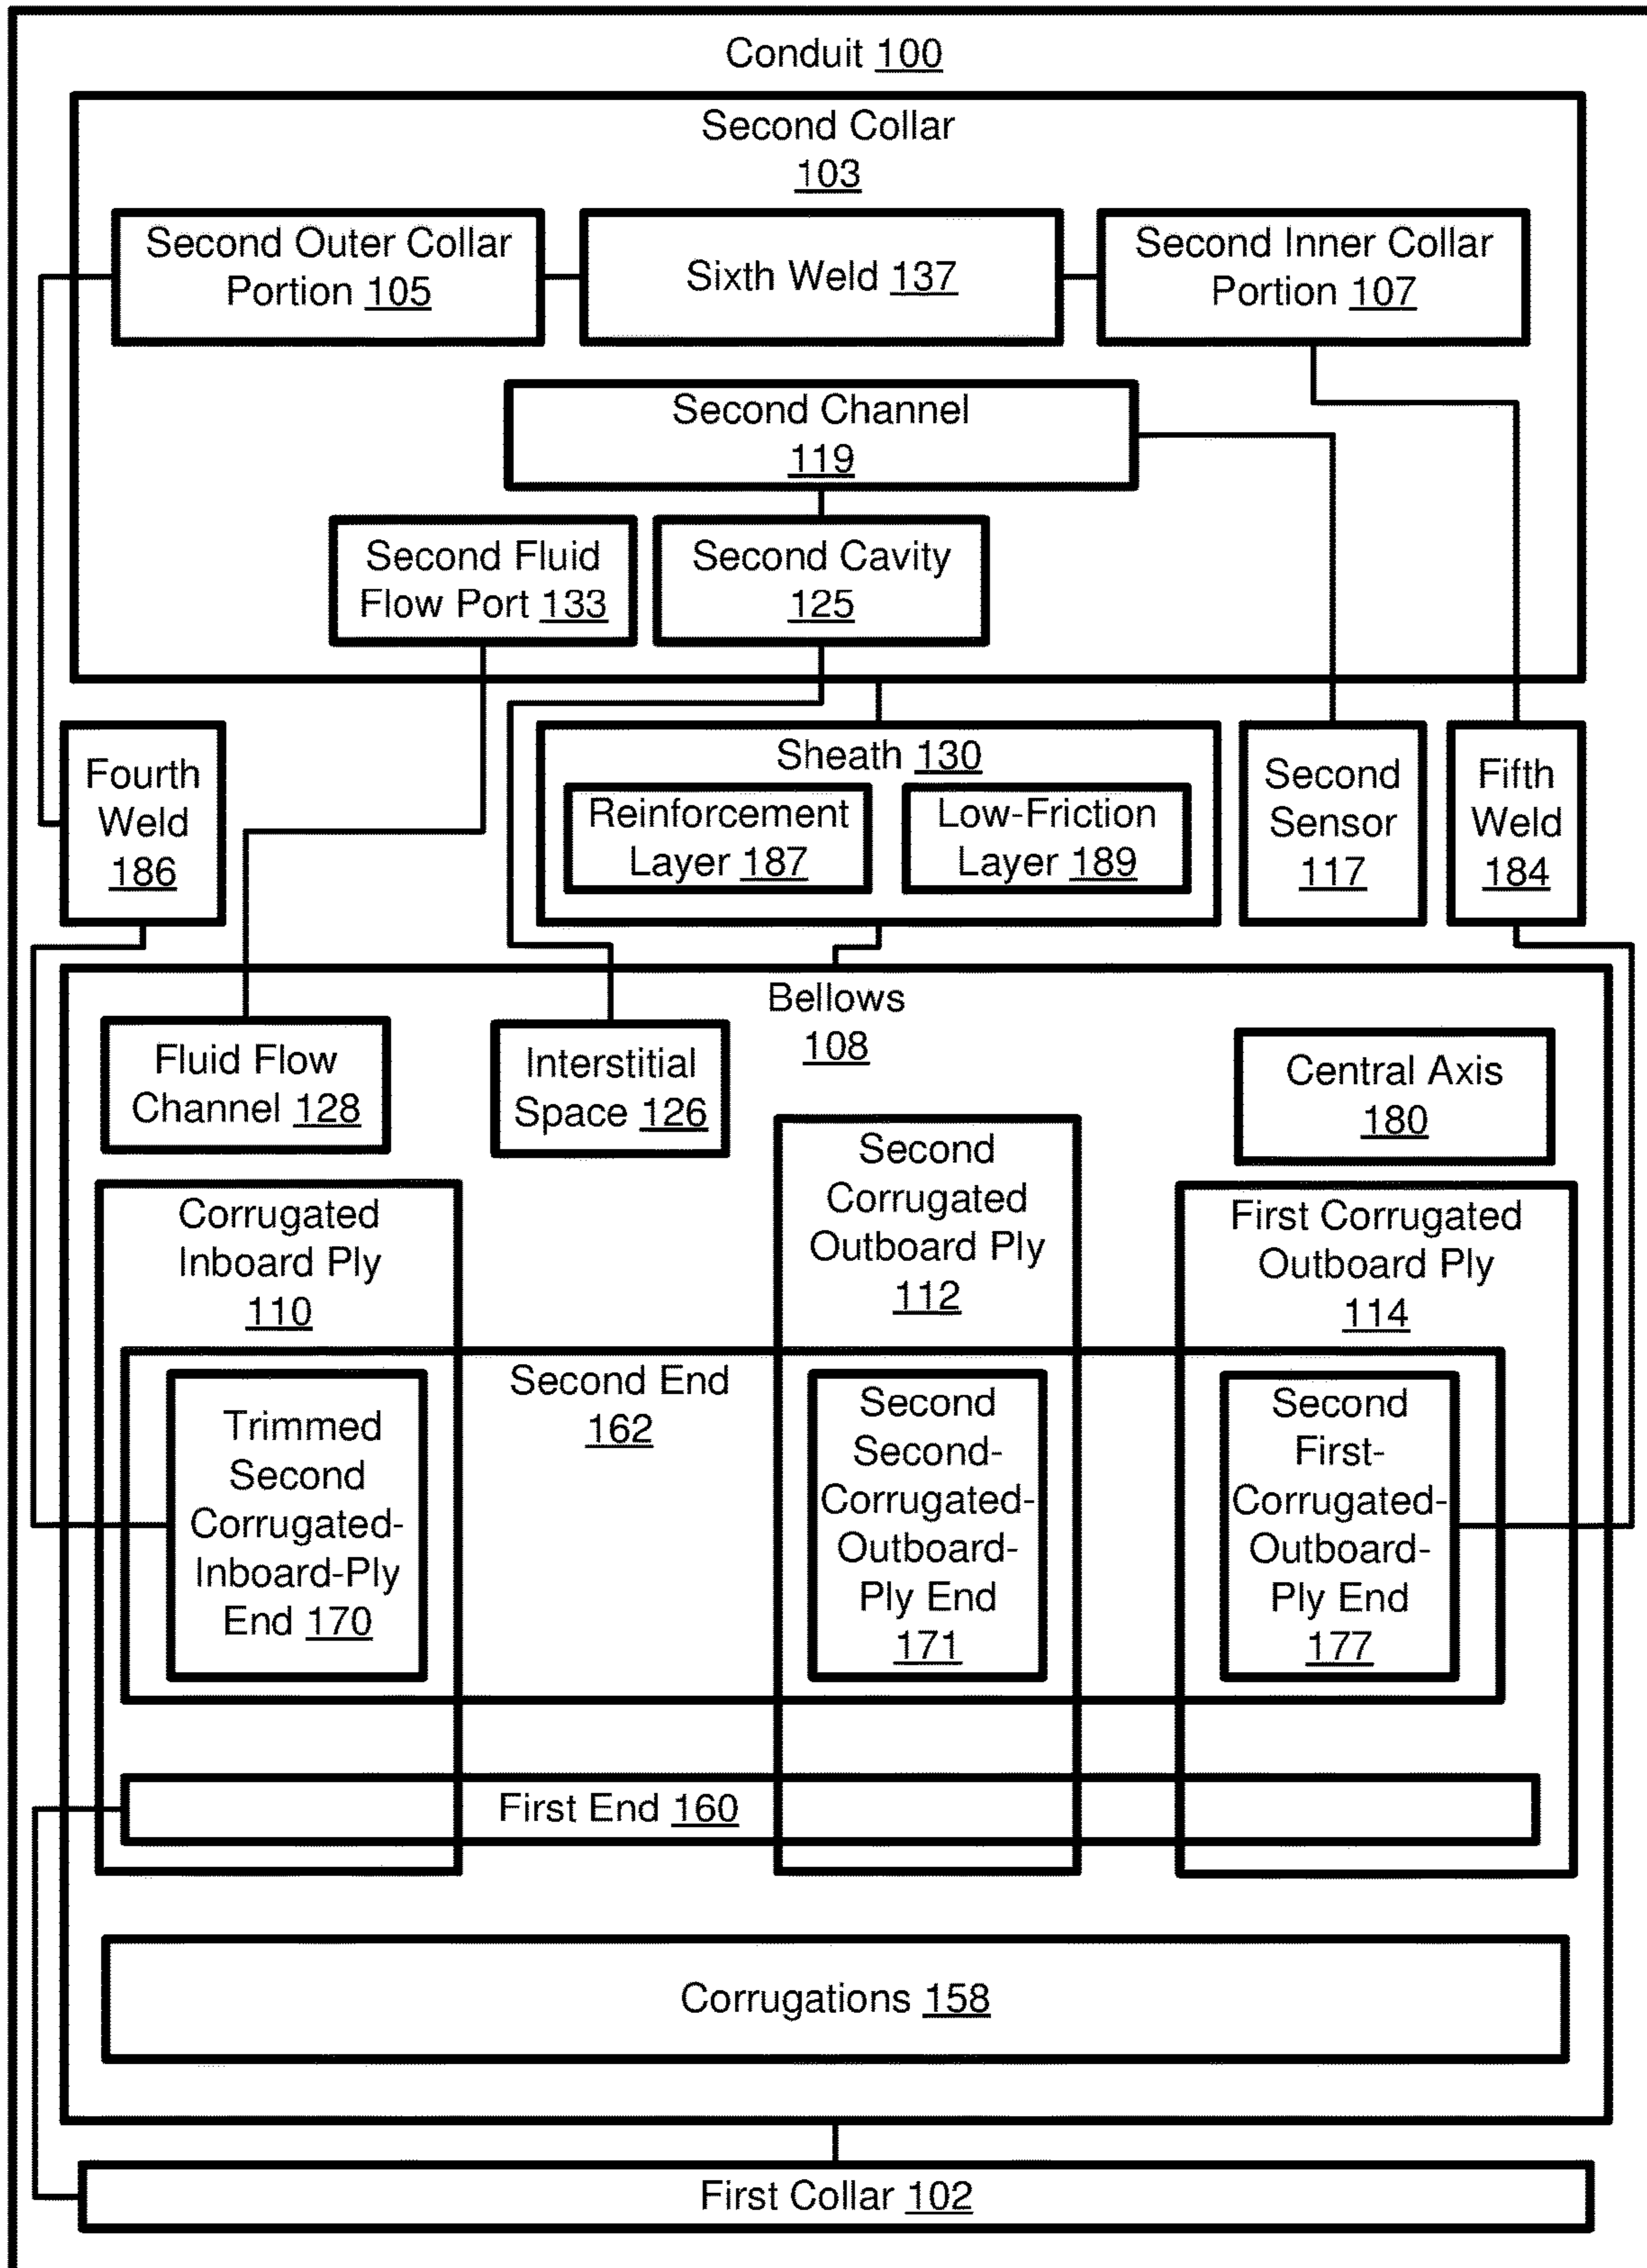 Conduit 100
Second Collar
103
Second Outer Collar
Portion 105
Sixth Weld 137
Second Inner Collar
Portion 107
Second Channel
119
Second Fluid
Flow Port 133
Second Cavity
125
Fourth
Weld
186
Sheath 130
Reinforcement
Layer 187
Low-Friction
Layer 189
Second
Sensor
117
Fifth
Weld
184
Bellows
108
Fluid Flow
Channel 128
Interstitial
Space 126
Central Axis
180
Corrugated
Inboard Ply
110
Second
Corrugated
Outboard Ply
112
First Corrugated
Outboard Ply
114
Second End
162
Trimmed
Second
Corrugated-
Inboard-Ply
End 170
Second
Second-
Corrugated-
Outboard-
Ply End
171
Second
First-
Corrugated-
Outboard-
Ply End
177
First End 160
Corrugations 158
First Collar 102